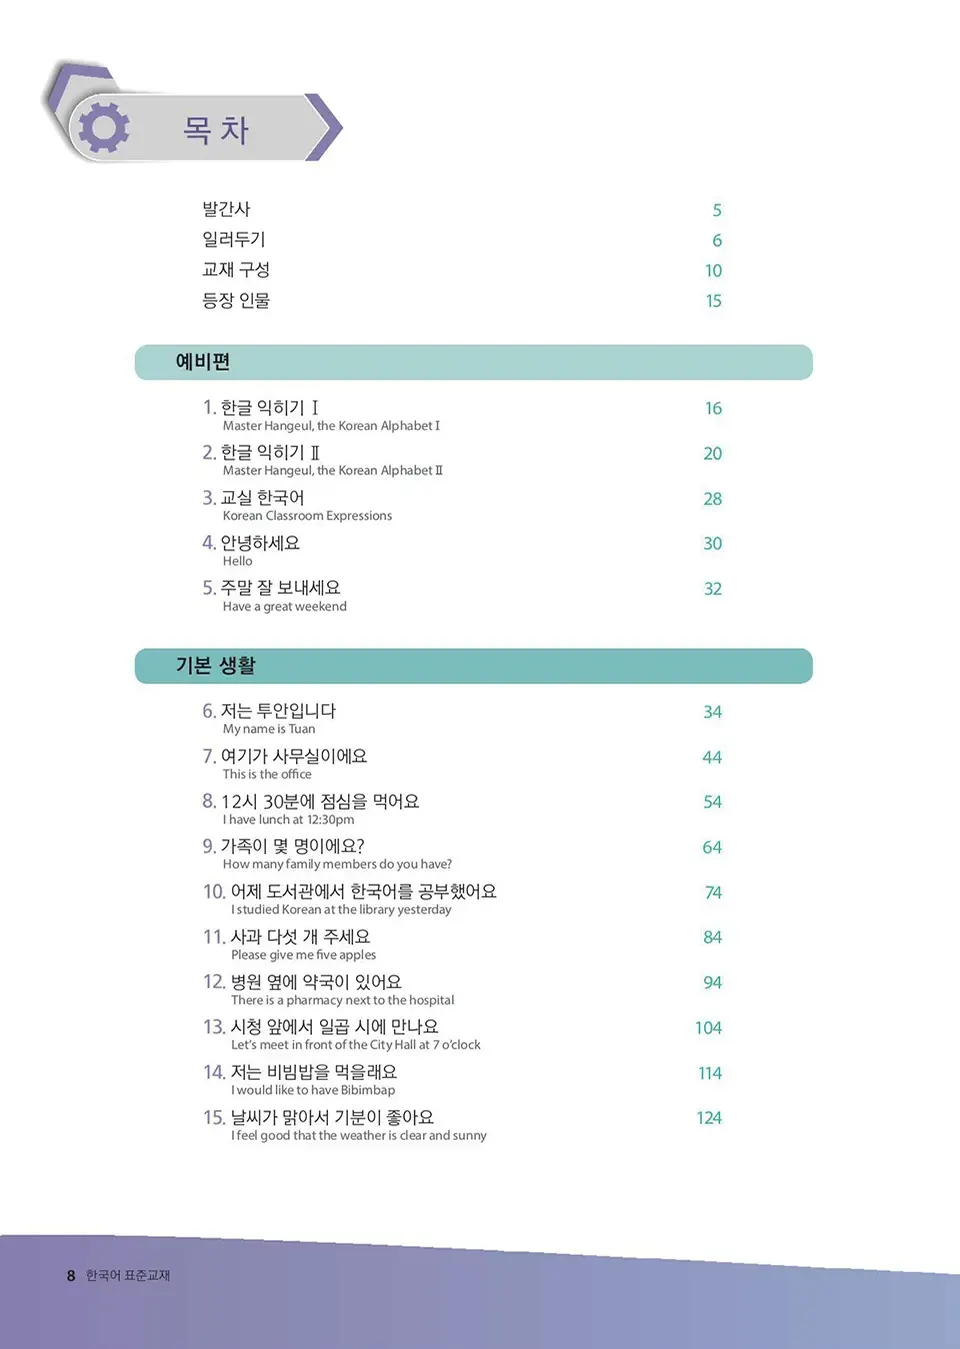 목 차
발간사 5
일러두기 6
교재 구성 10
등장 인물 15
예비편
1. 한글 익히기 Ⅰ 16
Master Hangeul, the Korean Alphabet Ⅰ
2. 한글 익히기 Ⅱ 20
Master Hangeul, the Korean Alphabet Ⅱ
3. 교실 한국어 28
Korean Classroom Expressions
4. 안녕하세요 30
Hello
5. 주말 잘 보내세요 32
Have a great weekend
기본 생활
6. 저는 투안입니다 34
My name is Tuan
7. 여기가 사무실이에요 44
This is the office
8. 12시 30분에 점심을 먹어요 54
I have lunch at 12:30pm
9. 가족이 몇 명이에요? 64
How many family members do you have?
10. 어제 도서관에서 한국어를 공부했어요 74
I studied Korean at the library yesterday
11. 사과 다섯 개 주세요 84
Please give me five apples
12. 병원 옆에 약국이 있어요 94
There is a pharmacy next to the hospital
13. 시청 앞에서 일곱 시에 만나요 104
Let's meet in front of the City Hall at 7 o'clock
14. 저는 비빔밥을 먹을래요 114
I would like to have Bibimbap
15. 날씨가 맑아서 기분이 좋아요 124
I feel good that the weather is clear and sunny
8 한국어 표준교재